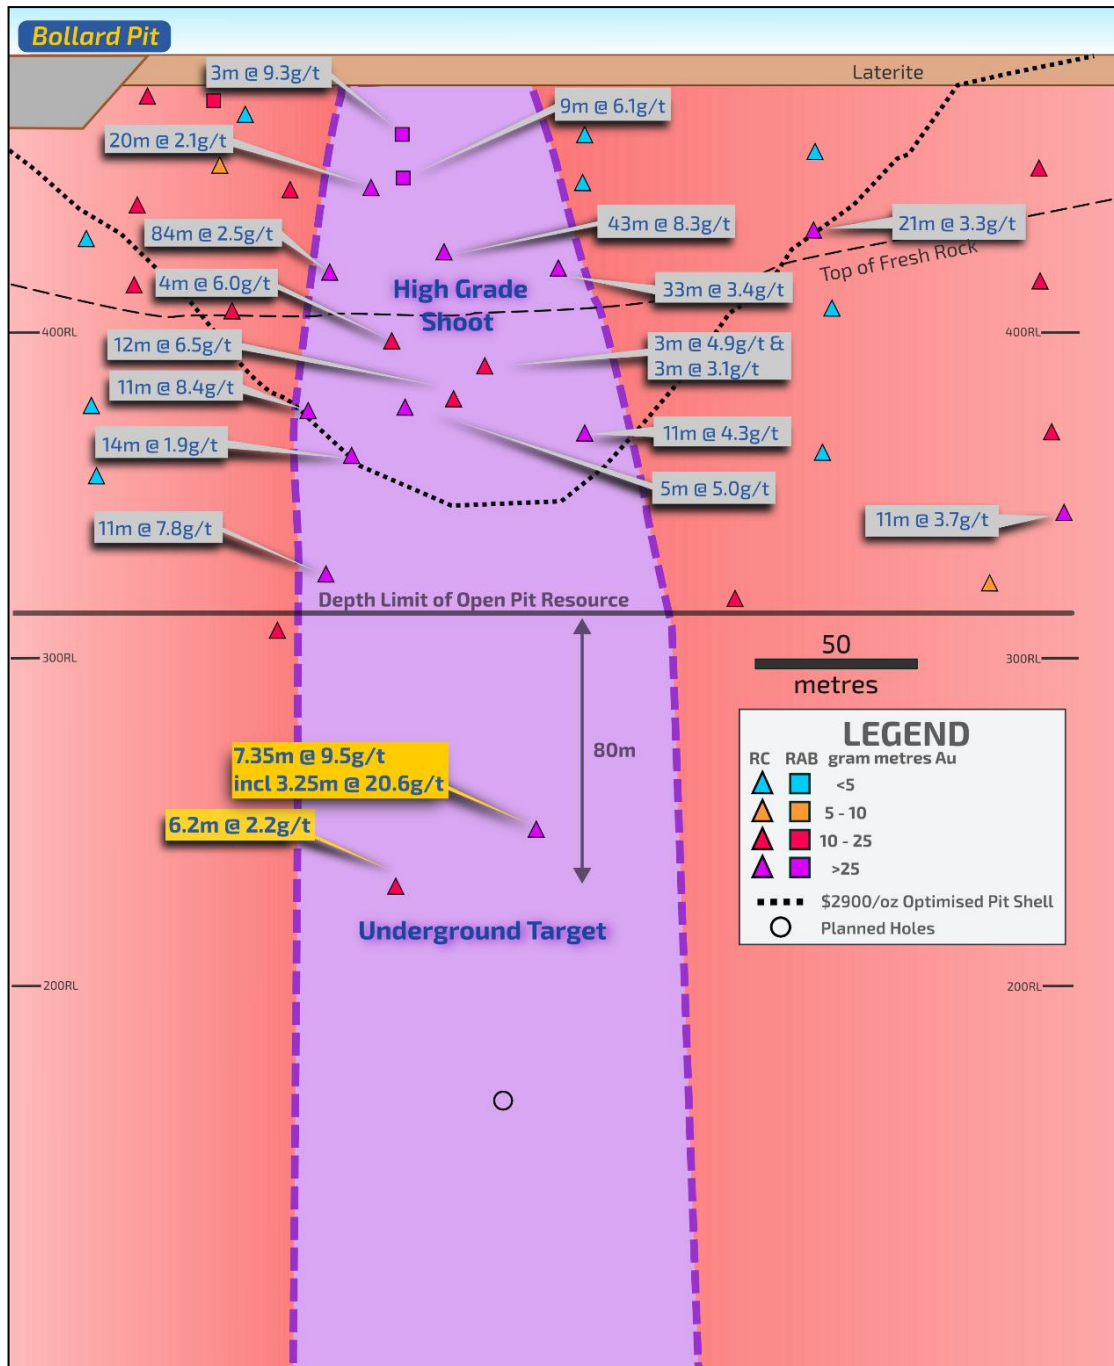 Bollard Pit
Laterite
3m @ 9.3g/t
9m @ 6.1g/t
20m @ 2.1g/t
84m @ 2.5g/t
43m @ 8.3g/t
21m @ 3.3g/t
Top of Fresh Rock
4m @ 6.0g/t
High Grade
Shoot
33m @ 3.4g/t
400RL
400RL
12m @ 6.5g/t
3m @ 4.9g/t &
3m @ 3.1g/t
11m @ 8.4g/t
14m @ 1.9g/t
11m @ 4.3g/t
5m @ 5.0g/t
11m @ 7.8g/t
11m @ 3.7g/t
Depth Limit of Open Pit Resource
300RL
300RL
50
metres
80m
7.35m @ 9.5g/t
incl 3.25m @ 20.6g/t
6.2m @ 2.2g/t
Underground Target
LEGEND
RC RAB gram metres Au
<5
5 - 10
10 - 25
>25
$2900/oz Optimised Pit Shell
Planned Holes
200RL
200RL